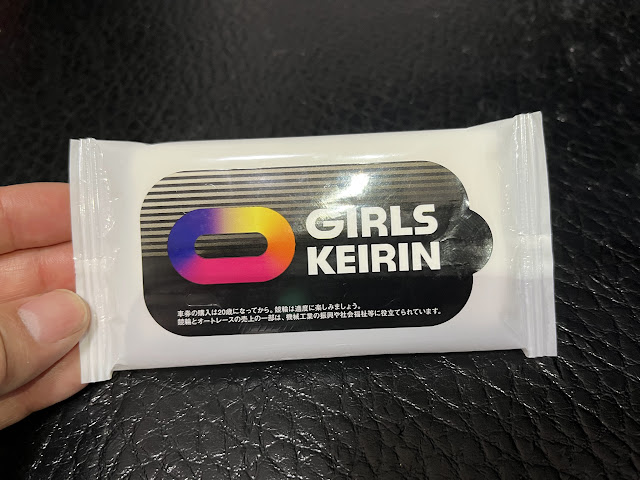 GIRLS
KEIRIN
車券の購入は20歳になってから。競輪は適度に楽しみましょう。
競輪とオートレースの売上の一部は、機械工業の振興や社会福祉等に役立てられています。